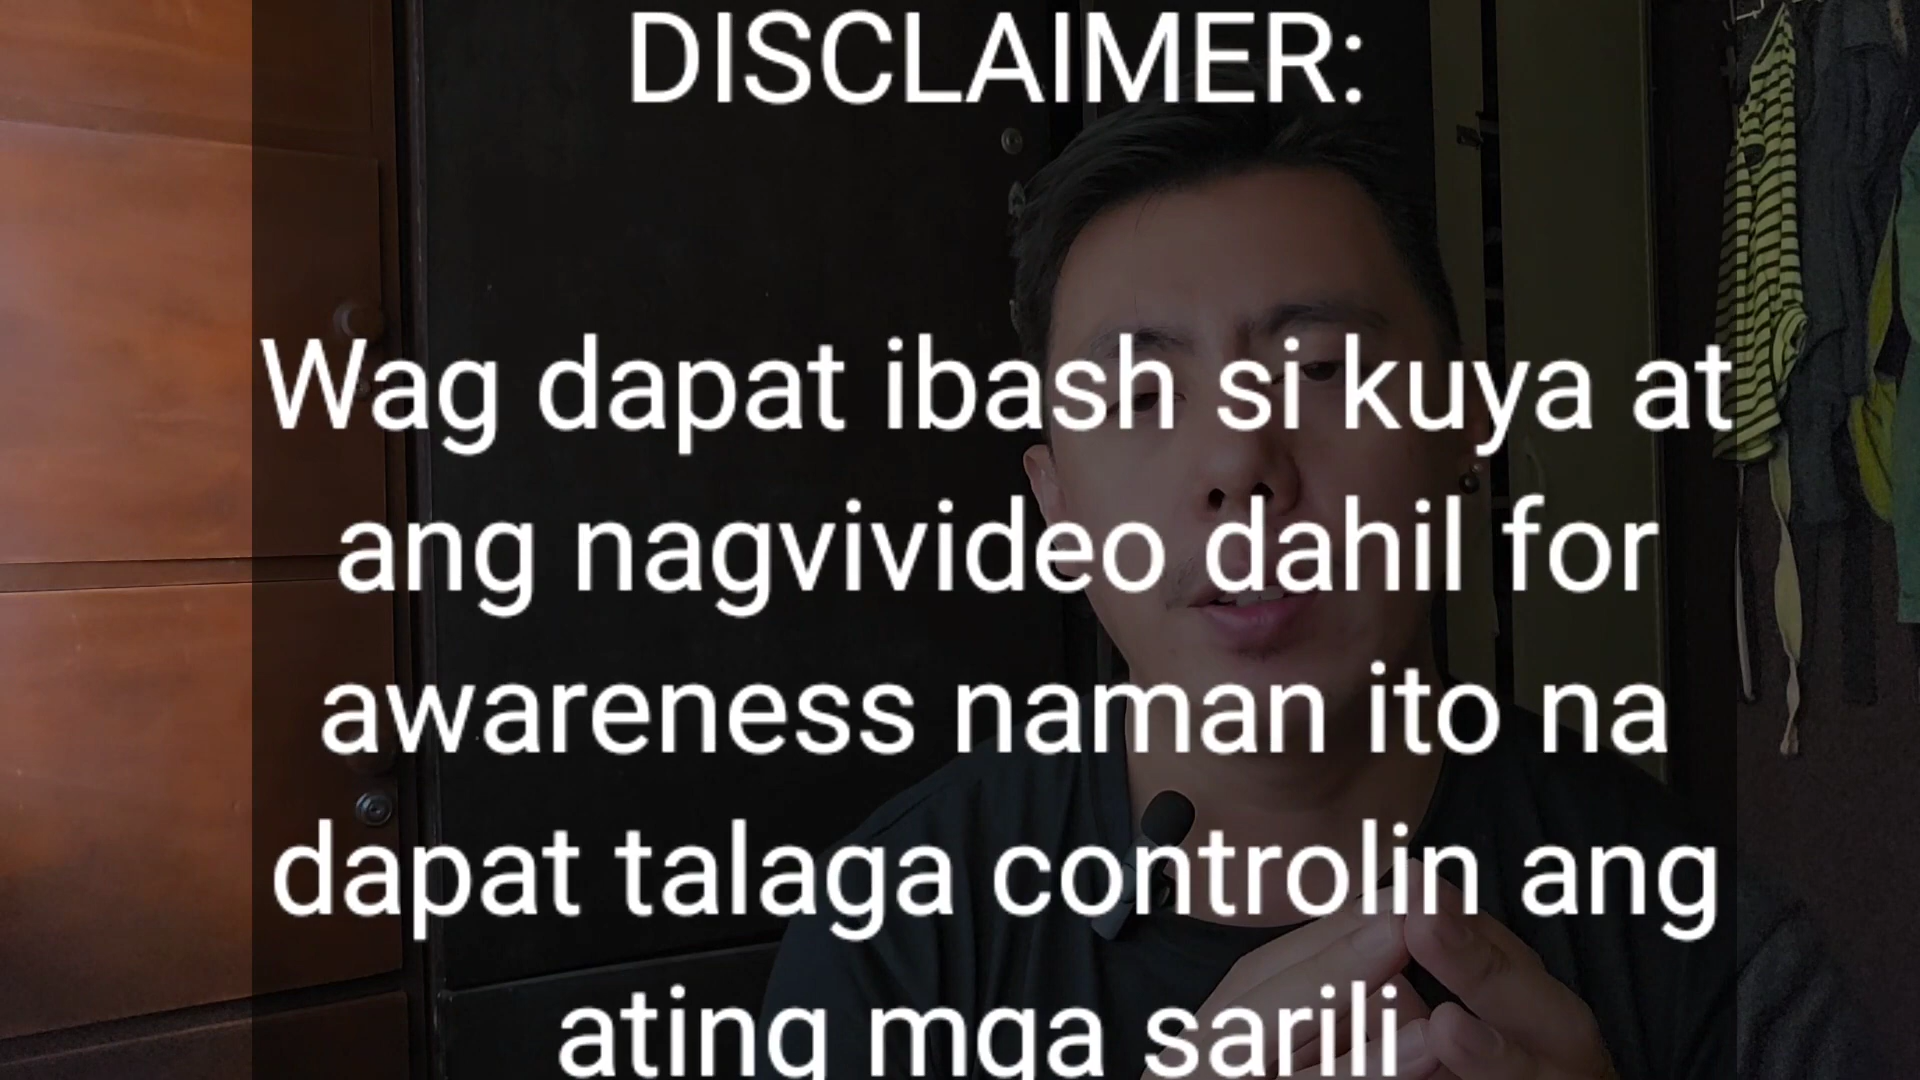 DISCLAIMER:
Wag dapat ibash si kuya at
ang nagvivideo dahil for
awareness naman ito na
dapat talaga controlin ang
ating mga sarili